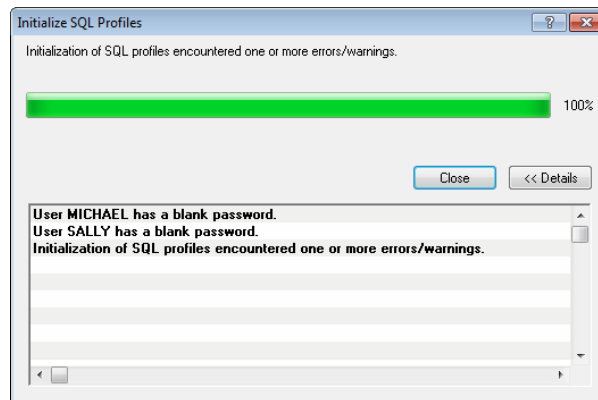 Initialize SQL Profiles
Initialization of SQL profiles encountered one or more errors/warnings.
100%
Close
<< Details
User MICHAEL has a blank password.
User SALLY has a blank password.
Initialization of SQL profiles encountered one or more errors/warnings.